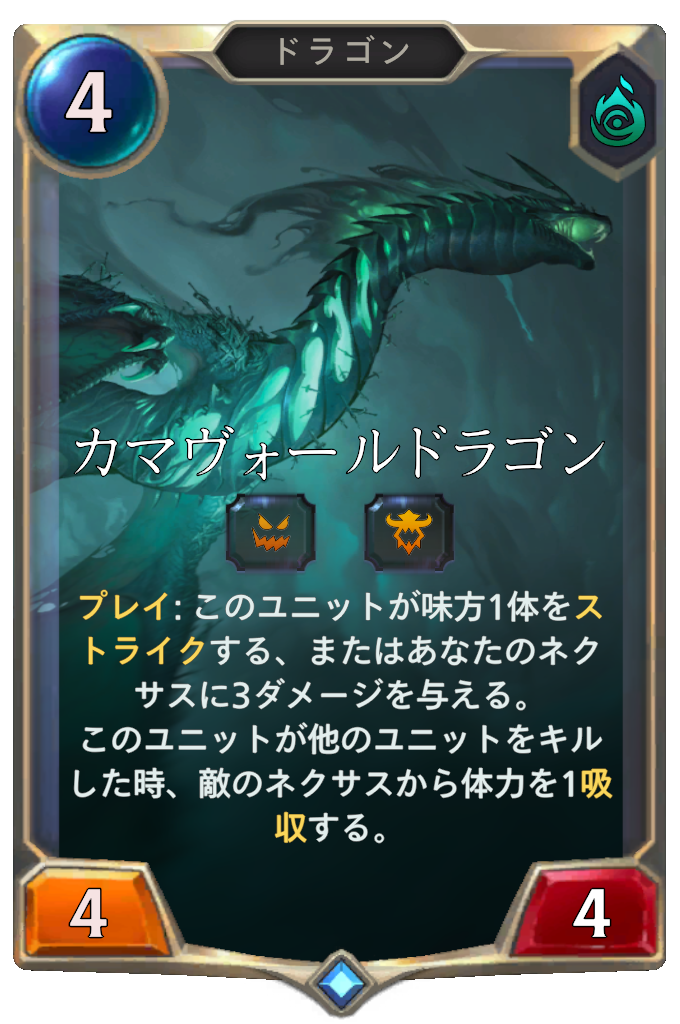 ドラゴン
4
カマヴォールドラゴン
プレイ: このユニットが味方1体をス
トライクする、またはあなたのネク
サスに3ダメージを与える。
このユニットが他のユニットをキル
した時、敵のネクサスから体力を1吸
収する。
4
4